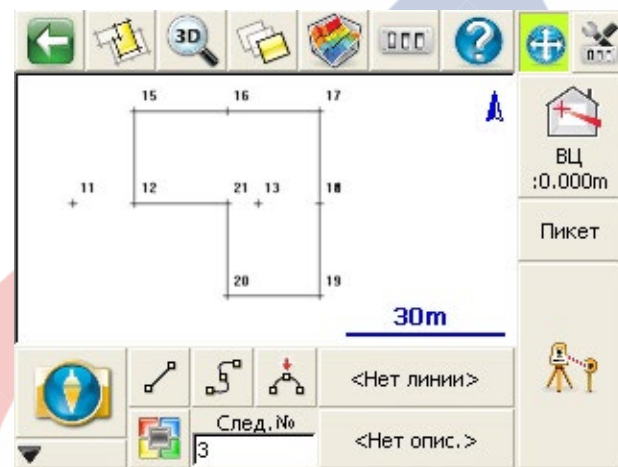 3D
15 16 17
ВЦ
:0.000m
11 12 21 13
Пикет
20 19
30m
<Нет линии>
След.№
3
<Нет опис.>